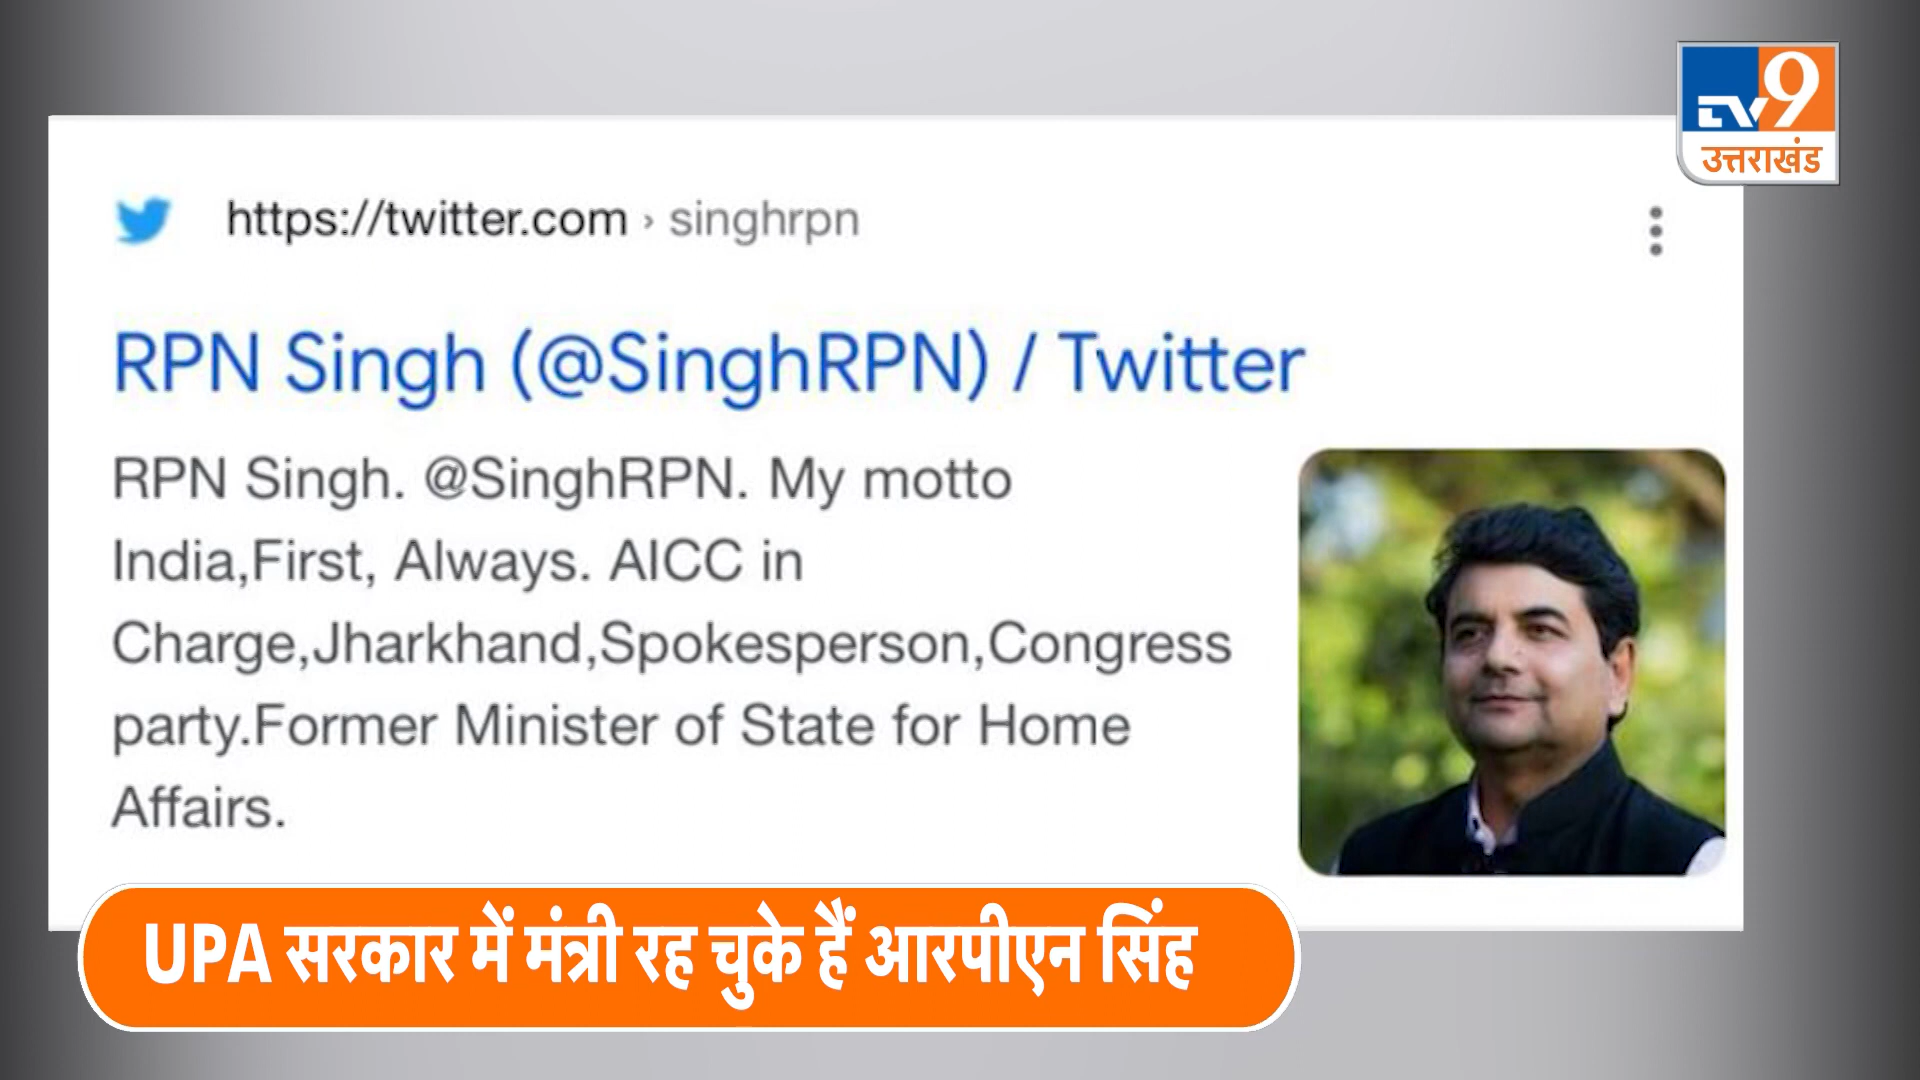 TV9
उत्तराखंड
https://twitter.com › singhrpn
RPN Singh (@SinghRPN) / Twitter
RPN Singh. @SinghRPN. My motto
India,First, Always. AICC in
Charge,Jharkhand,Spokesperson,Congress
party.Former Minister of State for Home
Affairs.
UPA सरकार में मंत्री रह चुके हैं आरपीएन सिंह